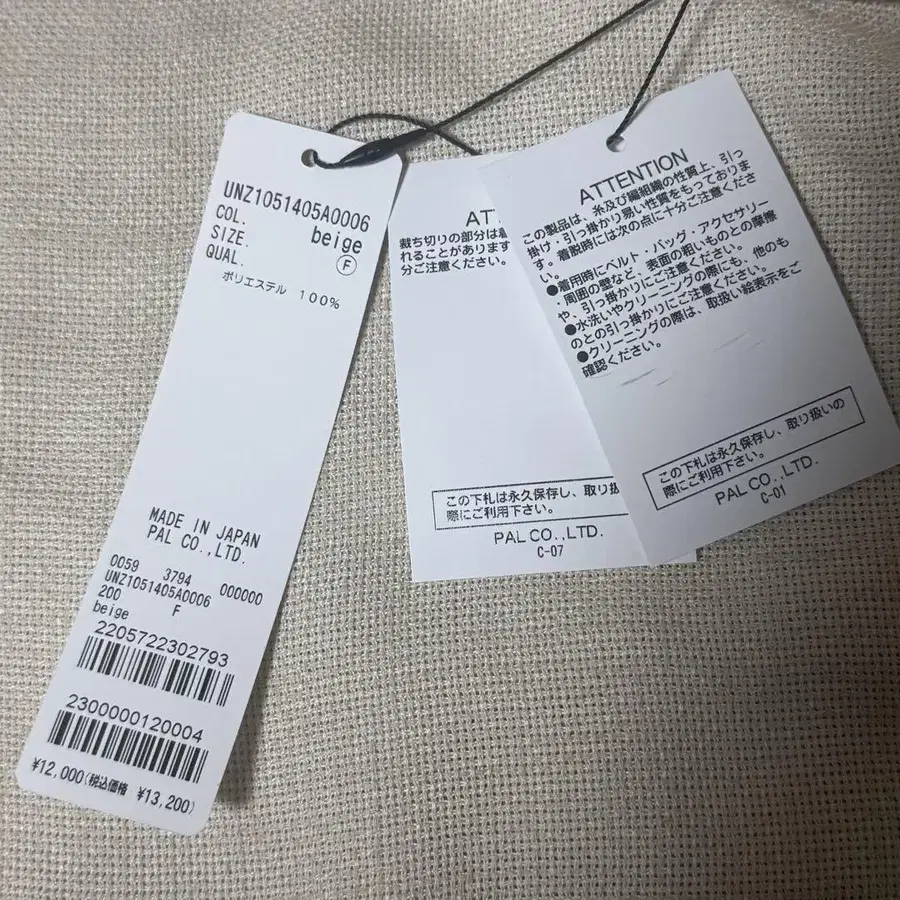 UNZ1051405A0006
COL. beige
SIZE. Ⓕ
QUAL.
ポリエステル 100%
MADE IN JAPAN
PAL CO.,LTD.
0059 3794 000000
UNZ1051405A0006
200 F
beige
2205722302793
2300000120004
¥12,000(税込価格 ¥13,200)
裁ち切りの部分は
れることがあります
分ご注意ください。
この下札は永久保存し、取り扱
際にご利用下さい。
PAL CO.,LTD.
C-07
ATTENTION
この製品は、糸及び編組織の性質上、引っ
掛け・引っ掛かり易い性質をもっておりま
す。着脱時には次の点に十分ご注意くださ
い。
●着用時にベルト・バッグ・アクセサリー
・周囲の壁など、表面の粗いものとの摩擦
や、引っ掛かりにご注意ください。
●水洗いやクリーニングの際にも、他のも
のとの引っ掛かりにご注意ください。
●クリーニングの際は、取扱い絵表示をご
確認ください。
この下札は永久保存し、取り扱いの
際にご利用下さい。
PAL CO.,LTD.
C-01